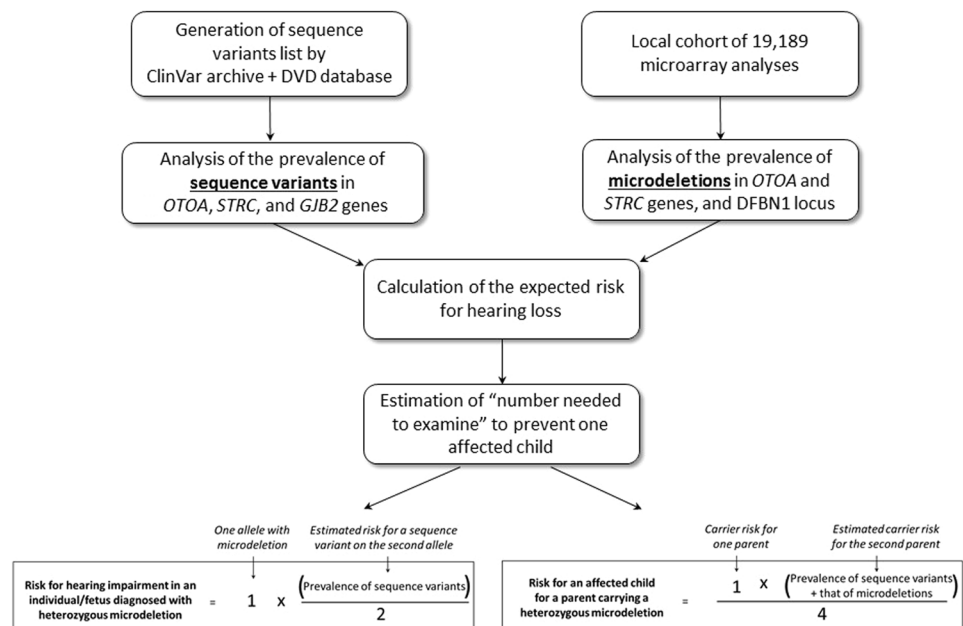 Generation of sequence
variants list by
ClinVar archive + DVD database
Local cohort of 19,189
microarray analyses
Analysis of the prevalence of
sequence variants in
OTOA, STRC, and GJB2 genes
Analysis of the prevalence of
microdeletions in OTOA and
STRC genes, and DFBN1 locus
Calculation of the expected risk
for hearing loss
Estimation of “number needed
to examine” to prevent one
affected child
One allele with
microdeletion
Estimated risk for a sequence
variant on the second allele
Risk for hearing impairment in an
individual/fetus diagnosed with
heterozygous microdeletion
= 1 x
(Prevalence of sequence variants)
2
Carrier risk for
one parent
Estimated carrier risk
for the second parent
Risk for an affected child
for a parent carrying a
heterozygous microdeletion
=
1 x
(Prevalence of sequence variants
+ that of microdeletions)
4